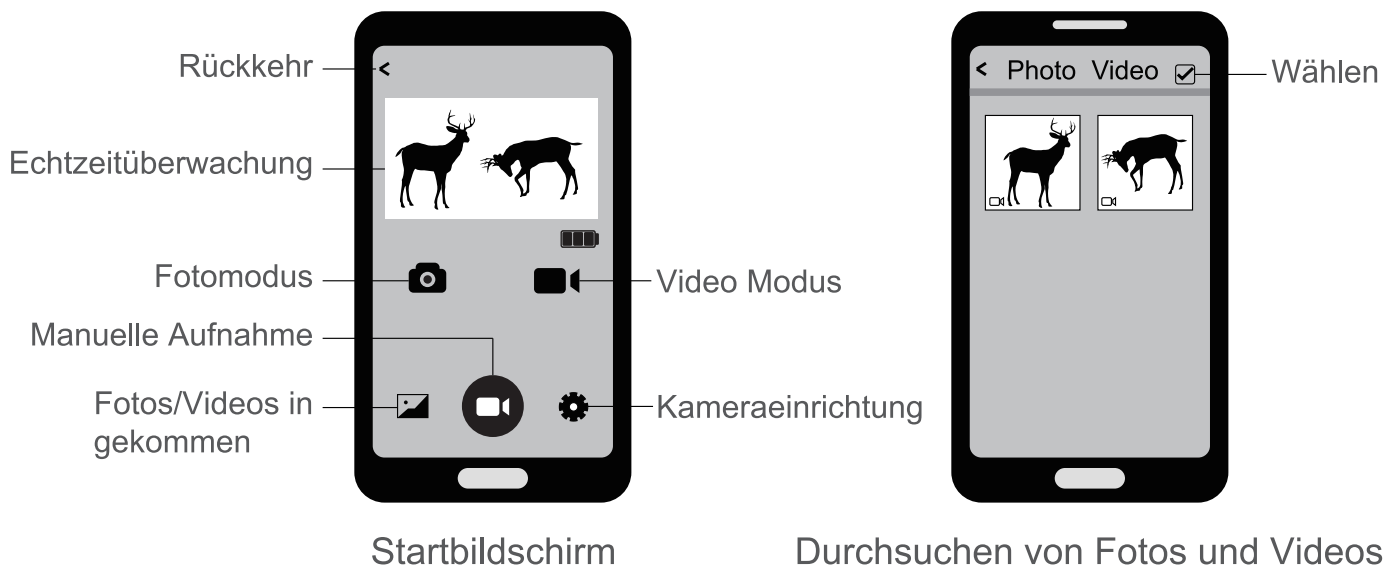 Rückkehr
<
Echtzeitüberwachung
Fotomodus
Video Modus
Manuelle Aufnahme
Fotos/Videos in
gekommen
Kameraeinrichtung
Startbildschirm
< Photo Video
Wählen
Durchsuchen von Fotos und Videos